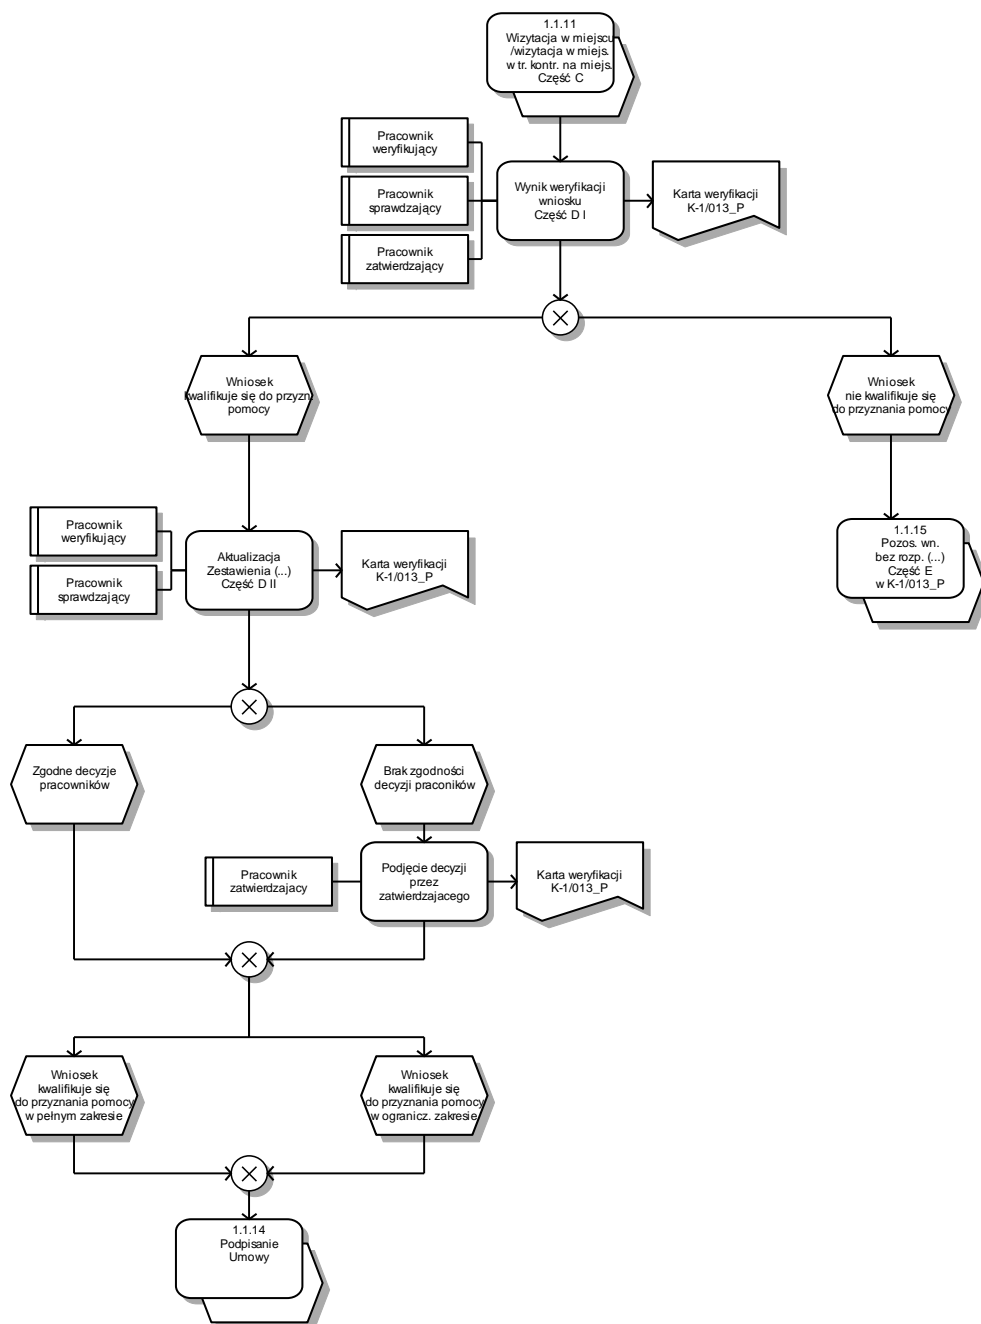 1.1.11
Wizytacja w miejscu
/wizytacja w miejs.
w tr. kontr. na miejs.
Część C
Pracownik
weryfikujący
Pracownik
sprawdzający
Pracownik
zatwierdzający
Wynik weryfikacji
wniosku
Część D I
Karta weryfikacji
K-1/013_P
Wniosek
kwalifikuje się do przyzn.
pomocy
Wniosek
nie kwalifikuje się
do przyznania pomocy
Pracownik
weryfikujący
Pracownik
sprawdzający
Aktualizacja
Zestawienia (...)
Część D II
Karta weryfikacji
K-1/013_P
1.1.15
Pozos. wn.
bez rozp. (...)
Część E
w K-1/013_P
Zgodne decyzje
pracowników
Brak zgodności
decyzji praconików
Pracownik
zatwierdzajacy
Podjęcie decyzji
przez
zatwierdzajacego
Karta weryfikacji
K-1/013_P
Wniosek
kwalifikuje się
do przyznania pomocy
w pełnym zakresie
Wniosek
kwalifikuje się
do przyznania pomocy
w ogranicz. zakresie
1.1.14
Podpisanie
Umowy